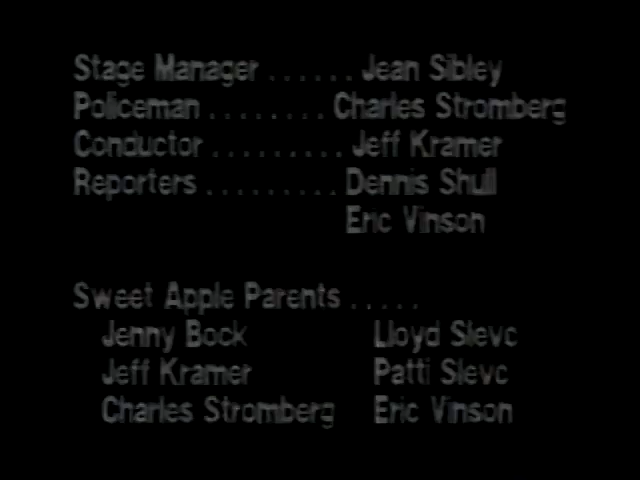 Stage Manager ...... Jean Sibley
Policeman ........ Charles Stromberg
Conductor ......... Jeff Kramer
Reporters ......... Dennis Shull
Eric Vinson
Sweet Apple Parents .....
Jenny Bock Lloyd Slevc
Jeff Kramer Patti Slevc
Charles Stromberg Eric Vinson